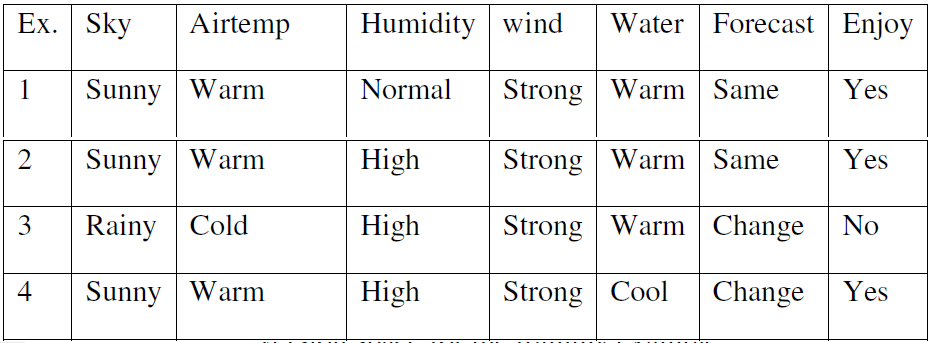 Ex. Sky Airtemp Humidity wind Water Forecast Enjoy
1 Sunny Warm Normal Strong Warm Same Yes
2 Sunny Warm High Strong Warm Same Yes
3 Rainy Cold High Strong Warm Change No
4 Sunny Warm High Strong Cool Change Yes